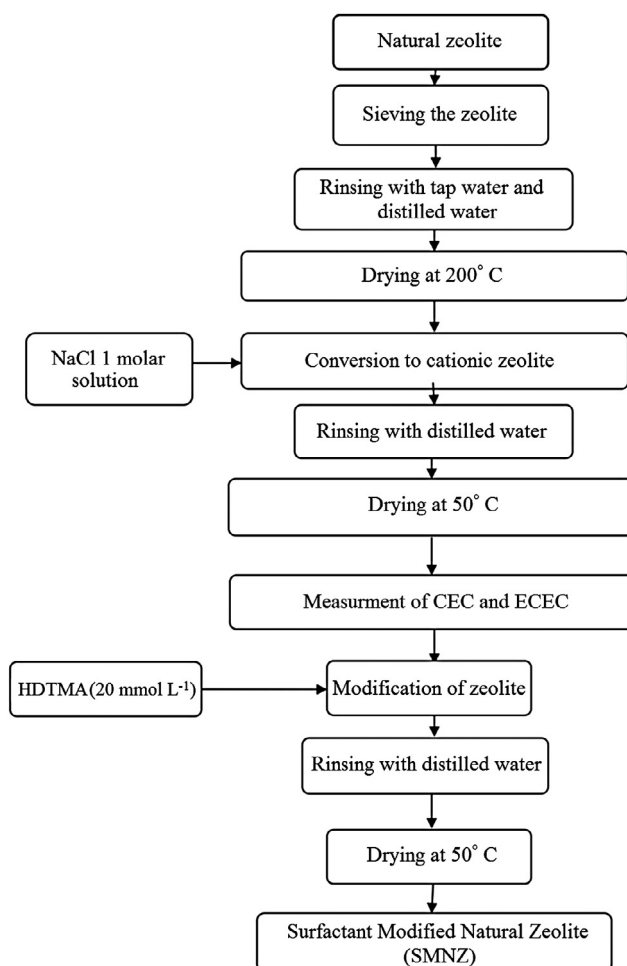 Natural zeolite
Sieving the zeolite
Rinsing with tap water and
distilled water
Drying at 200° C
NaCl 1 molar
solution
Conversion to cationic zeolite
Rinsing with distilled water
Drying at 50° C
Measurment of CEC and ECEC
HDTMA(20 mmol L⁻¹)
Modification of zeolite
Rinsing with distilled water
Drying at 50° C
Surfactant Modified Natural Zeolite
(SMNZ)